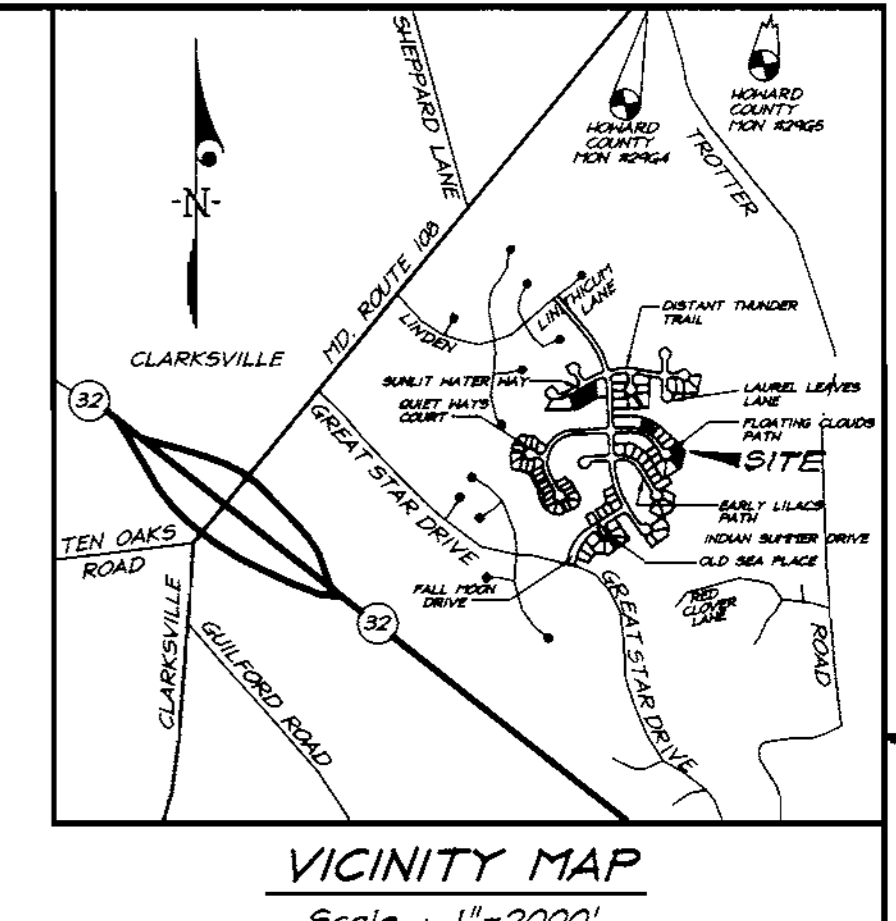 SHEPPARD LANE
HOWARD
COUNTY
MON #29G4
HOWARD
COUNTY
MON #29G5
TROTTER
-N-
MD. ROUTE 108
LINDEN
LINTHICUM
LANE
DISTANT THUNDER
TRAIL
CLARKSVILLE
32
SUNLIT WATER WAY
QUIET WAYS
COURT
LAUREL LEAVES
LANE
FLOATING CLOUDS
PATH
SITE
GREAT STAR DRIVE
EARLY LILACS
PATH
INDIAN SUMMER DRIVE
OLD SEA PLACE
TEN OAKS
ROAD
FALL MOON
DRIVE
RED
CLOVER
LANE
32
CLARKSVILLE
GUILFORD ROAD
GREAT STAR DRIVE
ROAD
VICINITY MAP
Scale : 1"=2000'